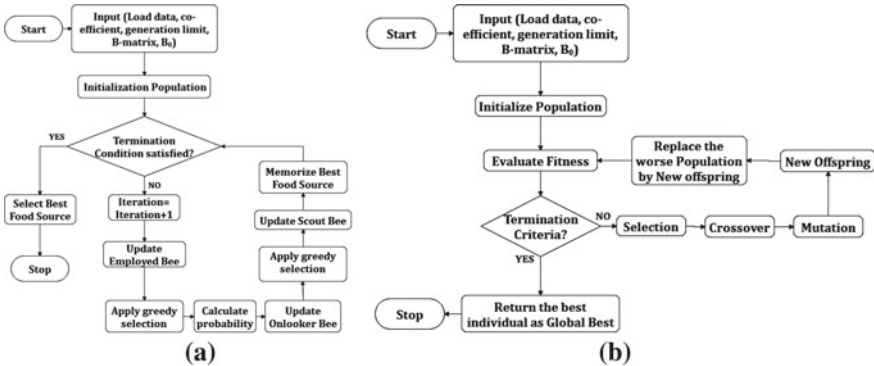 Start
Input (Load data, co-
efficient, generation limit,
B-matrix, B₀)
Initialization Population
YES
Termination
Condition satisfied?
NO
Select Best
Food Source
Stop
Iteration=
Iteration+1
Update
Employed Bee
Apply greedy
selection
Calculate
probability
Update
Onlooker Bee
Apply greedy
selection
Update Scout Bee
Memorize Best
Food Source
(a)
Start
Input (Load data, co-
efficient, generation limit,
B-matrix, B₀)
Initialize Population
Evaluate Fitness
Termination
Criteria?
NO
Selection
Crossover
Mutation
New Offspring
Replace the
worse Population
by New offspring
YES
Return the best
individual as Global Best
Stop
(b)